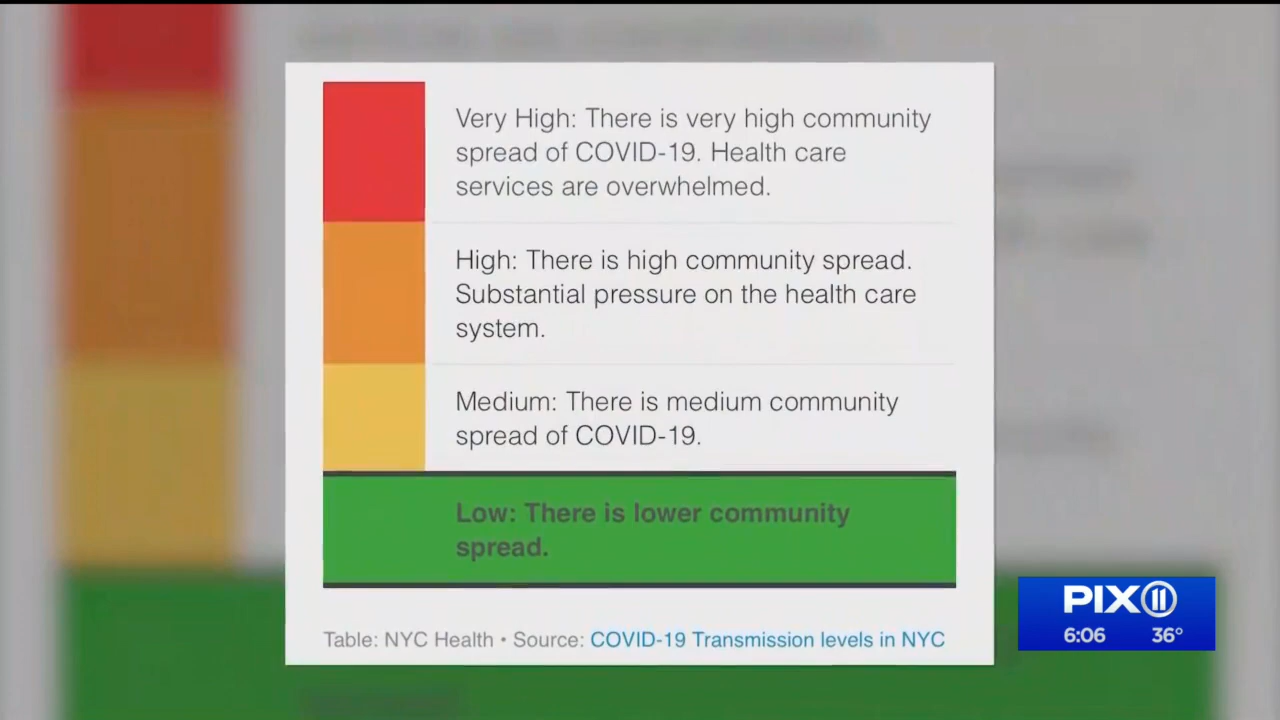 Very High: There is very high community
spread of COVID-19. Health care
services are overwhelmed.
High: There is high community spread.
Substantial pressure on the health care
system.
Medium: There is medium community
spread of COVID-19.
Low: There is lower community
spread.
Table: NYC Health • Source: COVID-19 Transmission levels in NYC
PIX11
6:06 36°